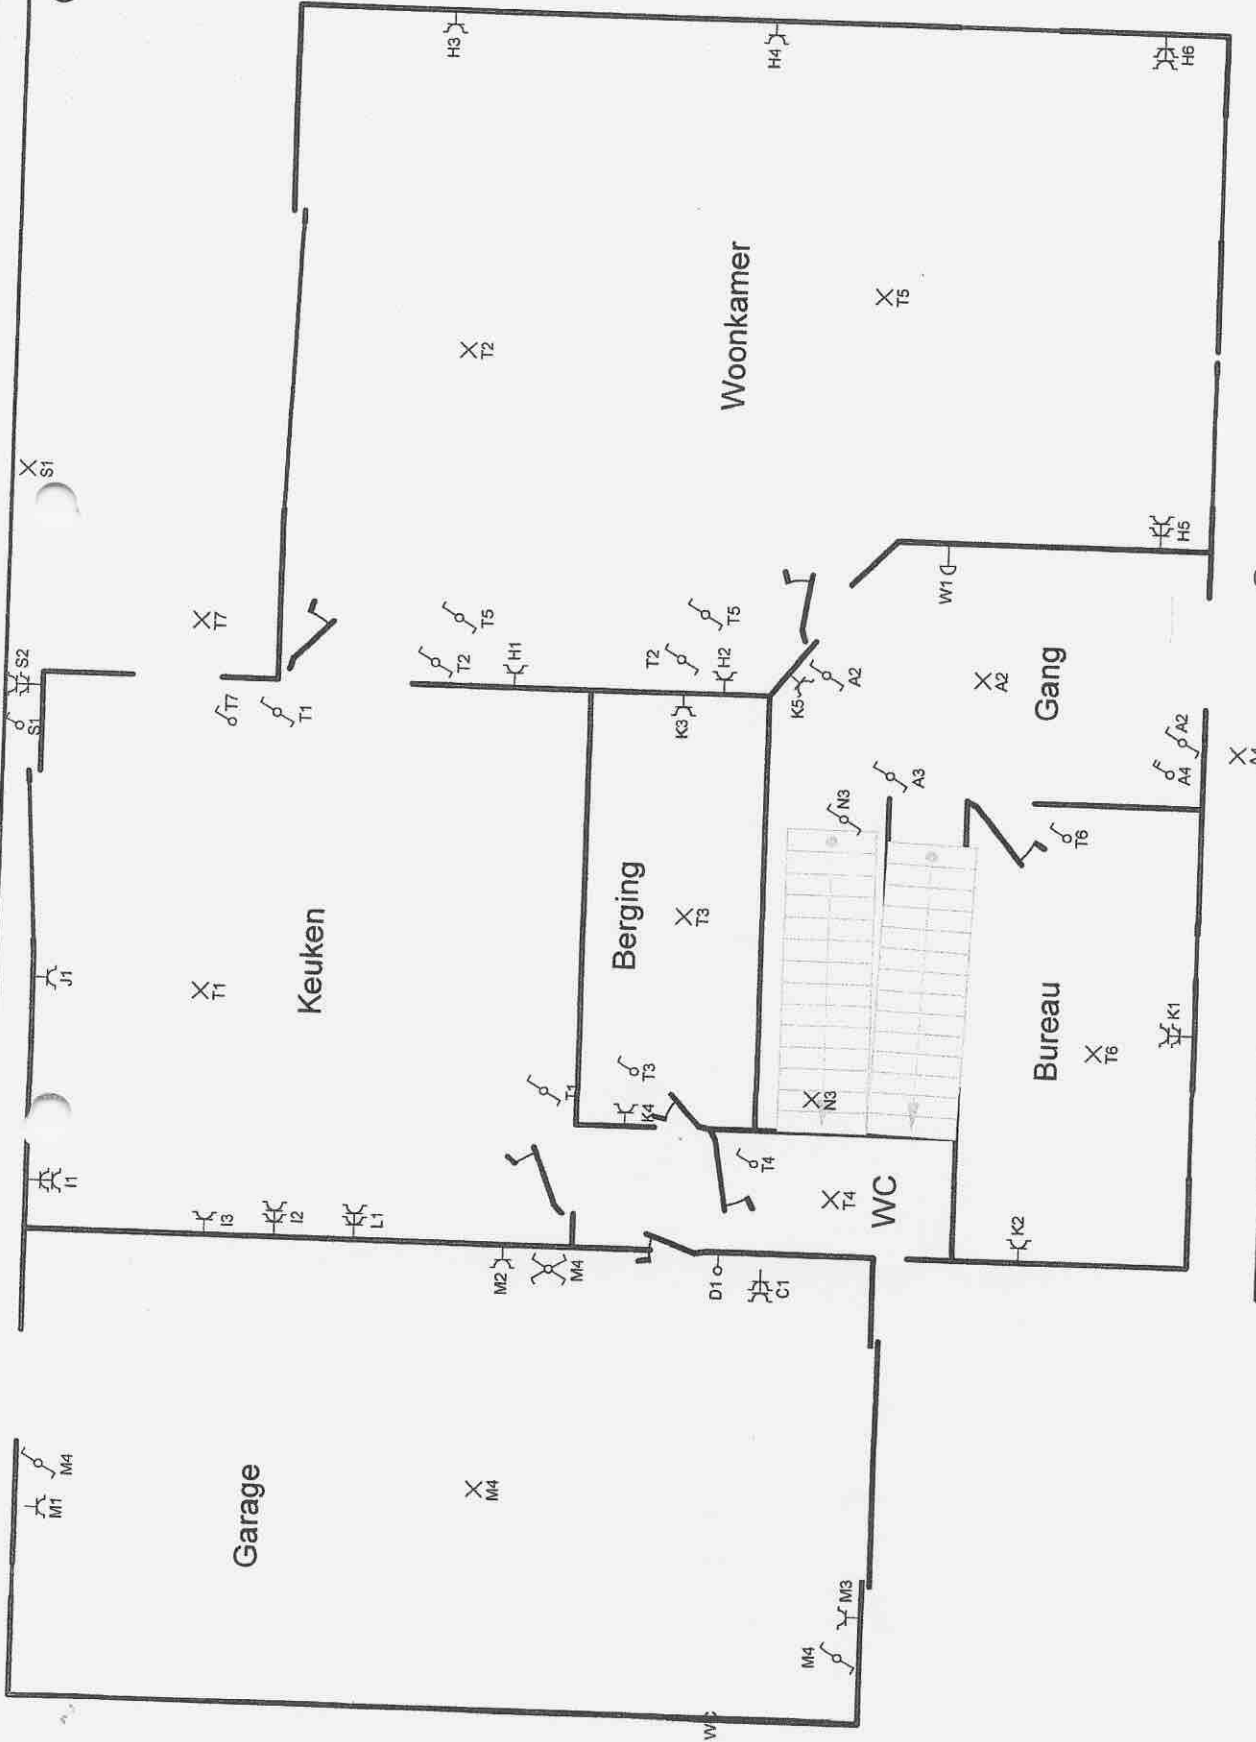 H3
H4
H6
T2
T5
Woonkamer
S1
T7
S2
S1
T7
T1
T5
T2
H1
T5
T2
H2
K3
K5
A2
W1
H5
A2
Gang
A2
A4
A3
N3
T6
J1
T1
Keuken
T1
Berging
T3
T3
K4
N3
Bureau
T6
K1
K2
I1
I3
I2
L1
M2
M4
T4
T4
WC
D1
C1
M4
M1
Garage
M4
M3
M4